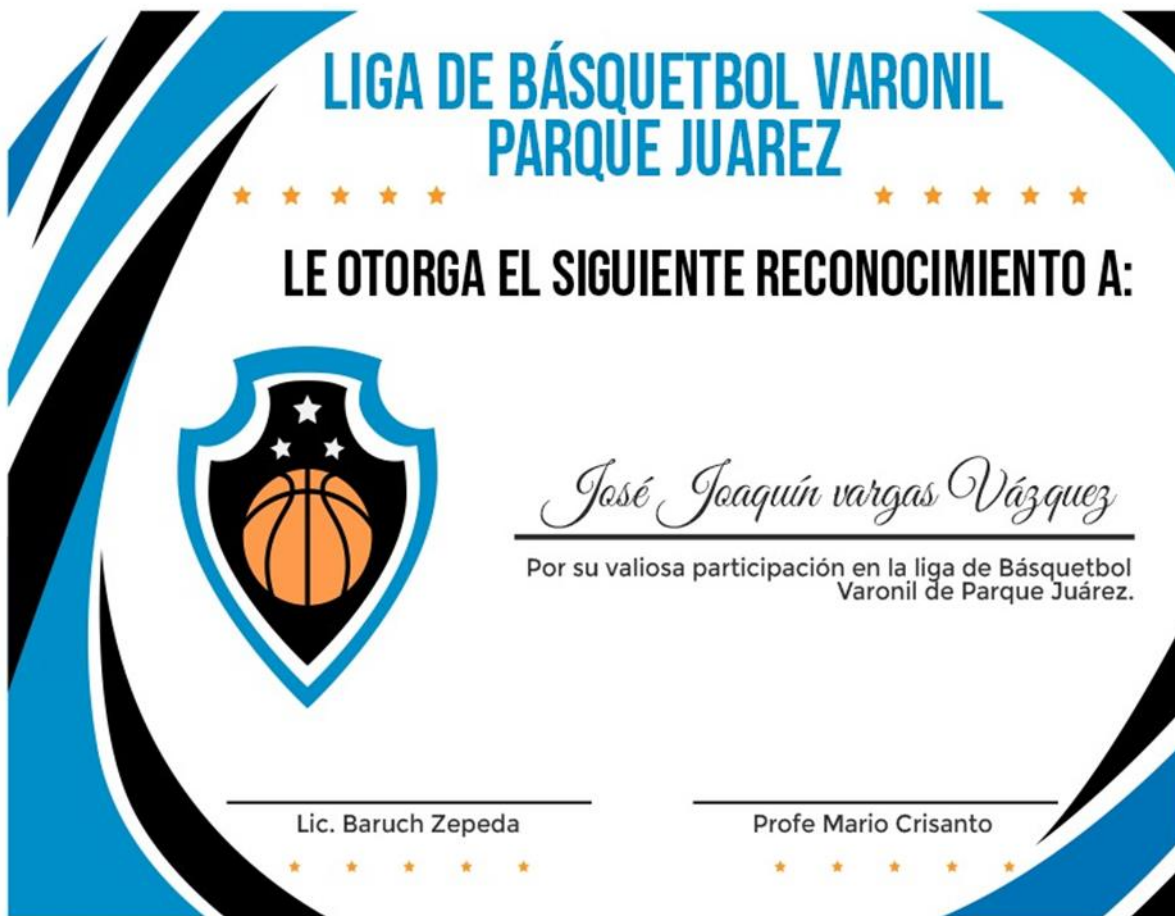 LIGA DE BÁSQUETBOL VARONIL
PARQUE JUAREZ
LE OTORGA EL SIGUIENTE RECONOCIMIENTO A:
José Joaquín vargas Vázquez
Por su valiosa participación en la liga de Básquetbol
Varonil de Parque Juárez.
Lic. Baruch Zepeda
Profe Mario Crisanto